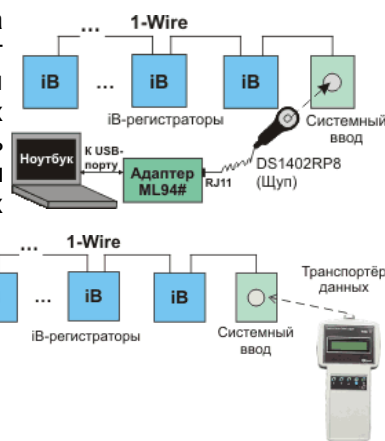 ... 1-Wire
iB iB iB
...
iB-регистраторы
Системный
ввод
Ноутбук
К USB-
порту
Адаптер
ML94#
RJ11
DS1402RP8
(Щуп)
... 1-Wire
... iB iB
iB-регистраторы
Системный
ввод
Транспортёр
данных